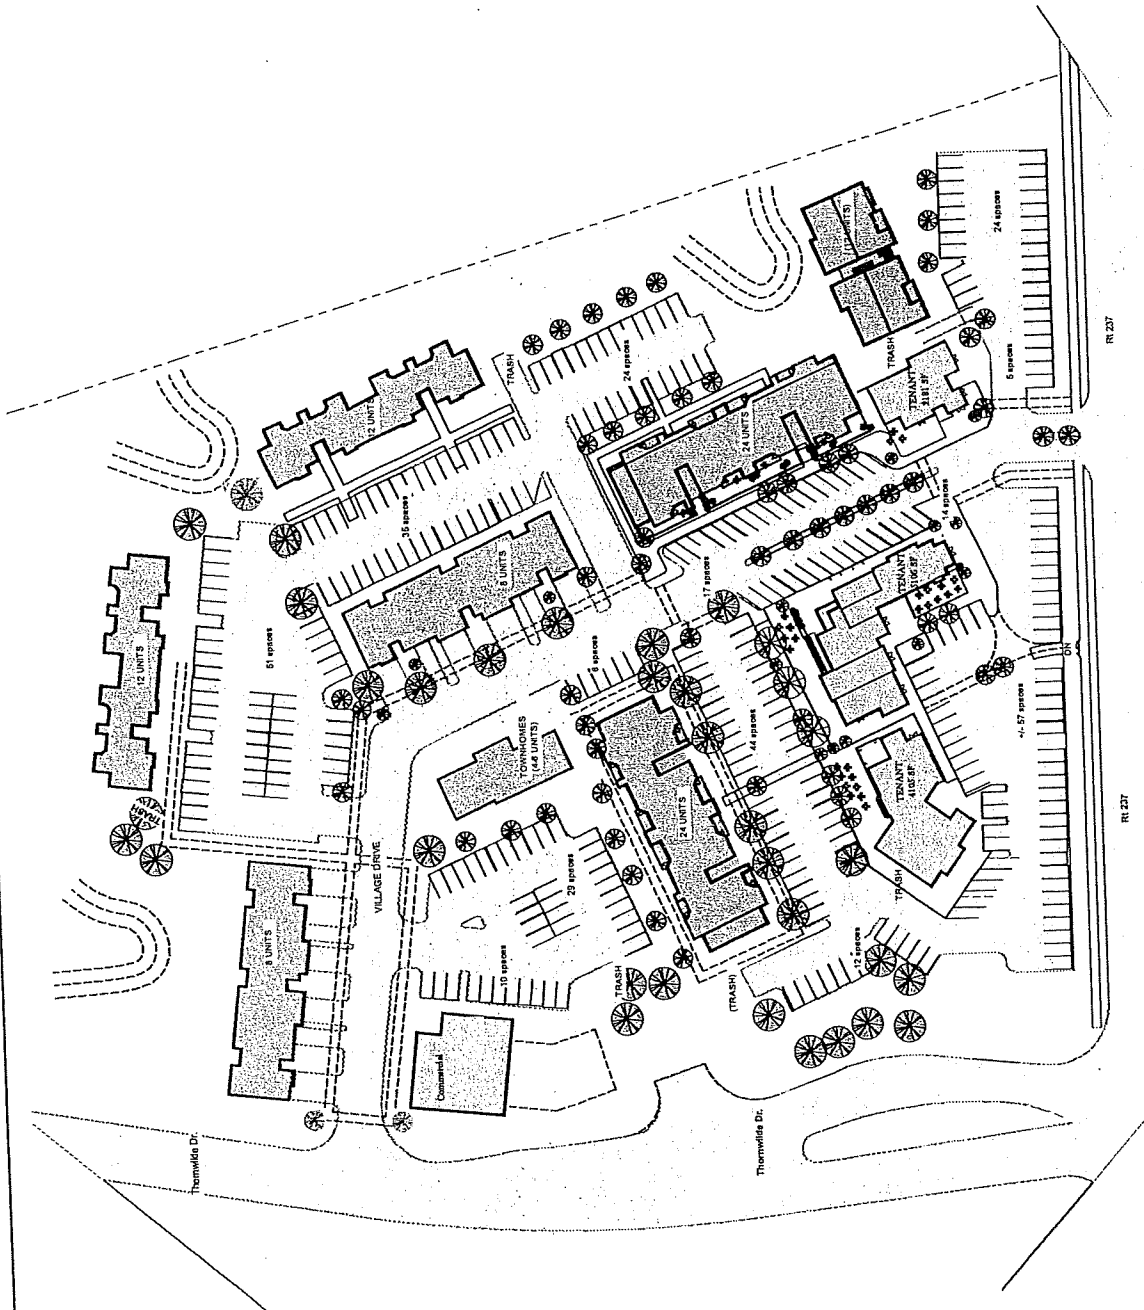 12 UNITS
TRASH
51 spaces
12 UNITS
35 spaces
TRASH
24 spaces
8 UNITS
6 spaces
TOWNHOMES
VILLAGE DRIVE
8 UNITS
Commercial
10 spaces
29 spaces
TRASH
(TRASH)
24 UNITS
44 spaces
17 spaces
24 UNITS
14 spaces
TRASH
TENANT
24 spaces
5 spaces
TENANT
TENANT
TRASH
12 spaces
+/- 57 spaces
Rt 237
Rt 237
Thornwilde Dr.
Thornwilde Dr.